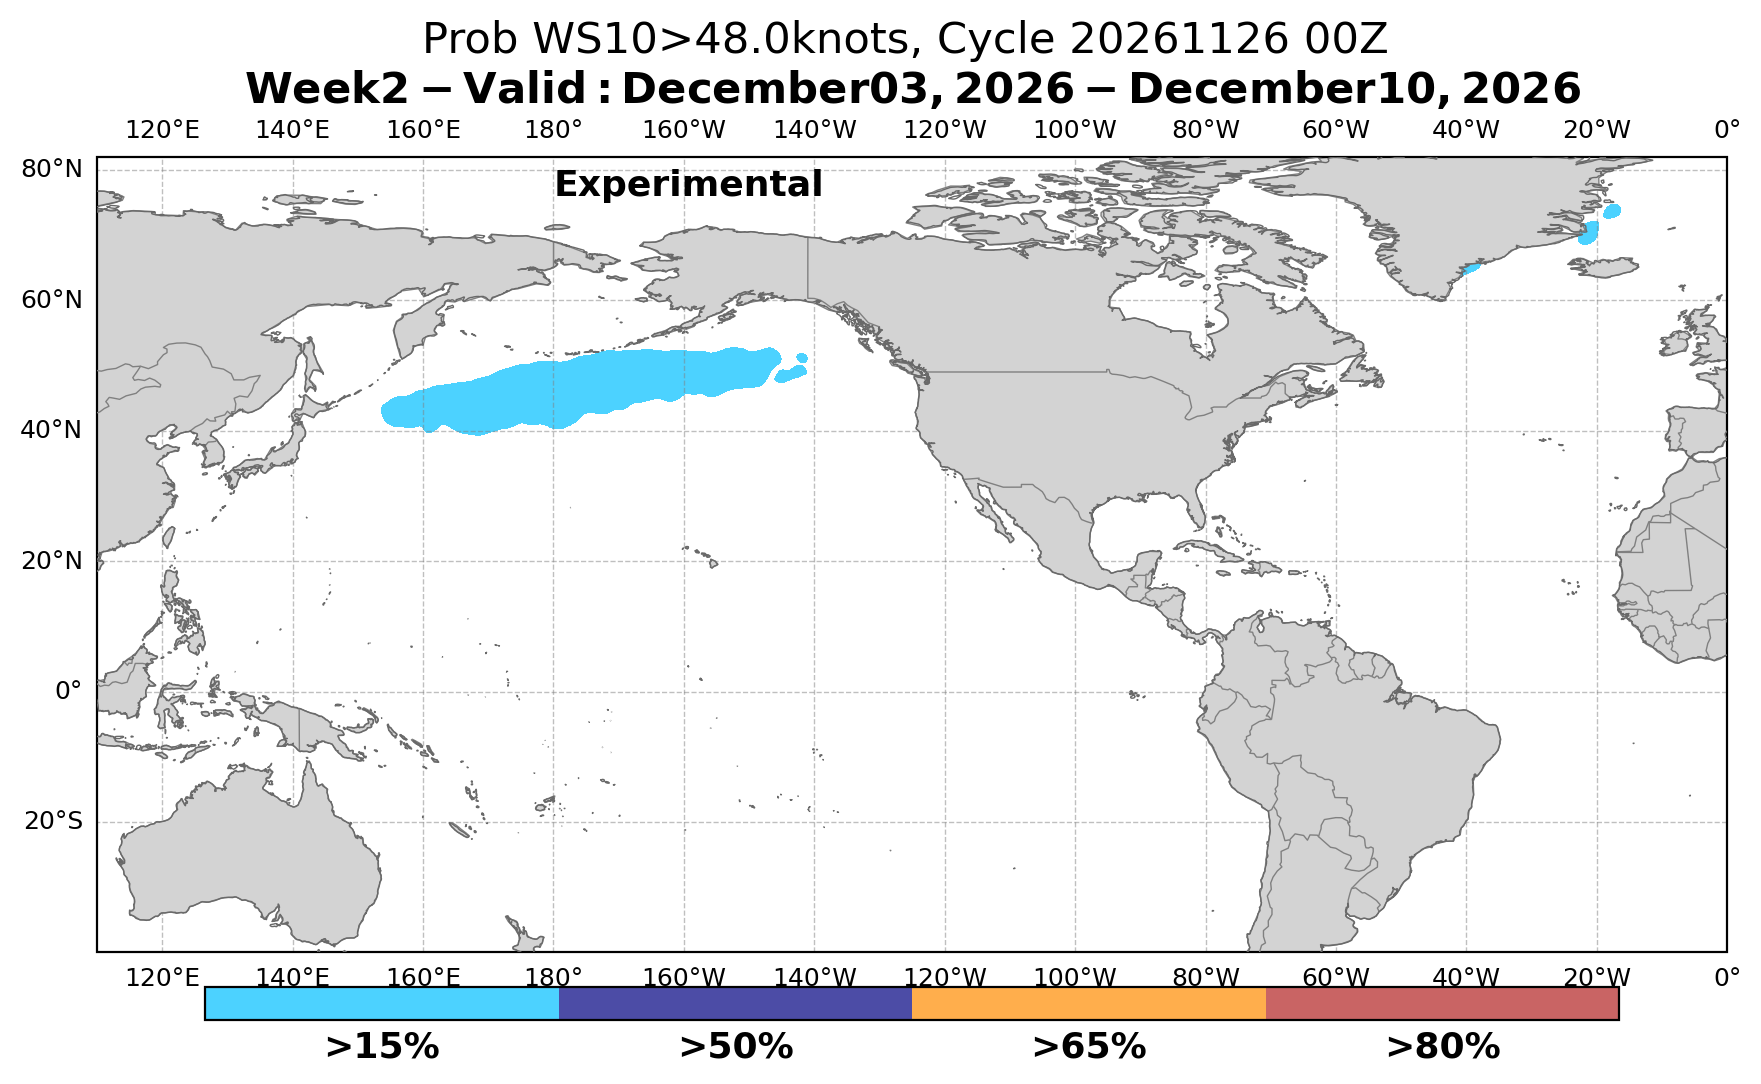 Prob WS10>48.0knots, Cycle 20261126 00Z
Week2 – Valid : December03, 2026 – December10, 2026
120°E 140°E 160°E 180° 160°W 140°W 120°W 100°W 80°W 60°W 40°W 20°W 0°
80°N
Experimental
60°N
40°N
20°N
0°
20°S
120°E 140°E 160°E 180° 160°W 140°W 120°W 100°W 80°W 60°W 40°W 20°W 0°
>15% >50% >65% >80%